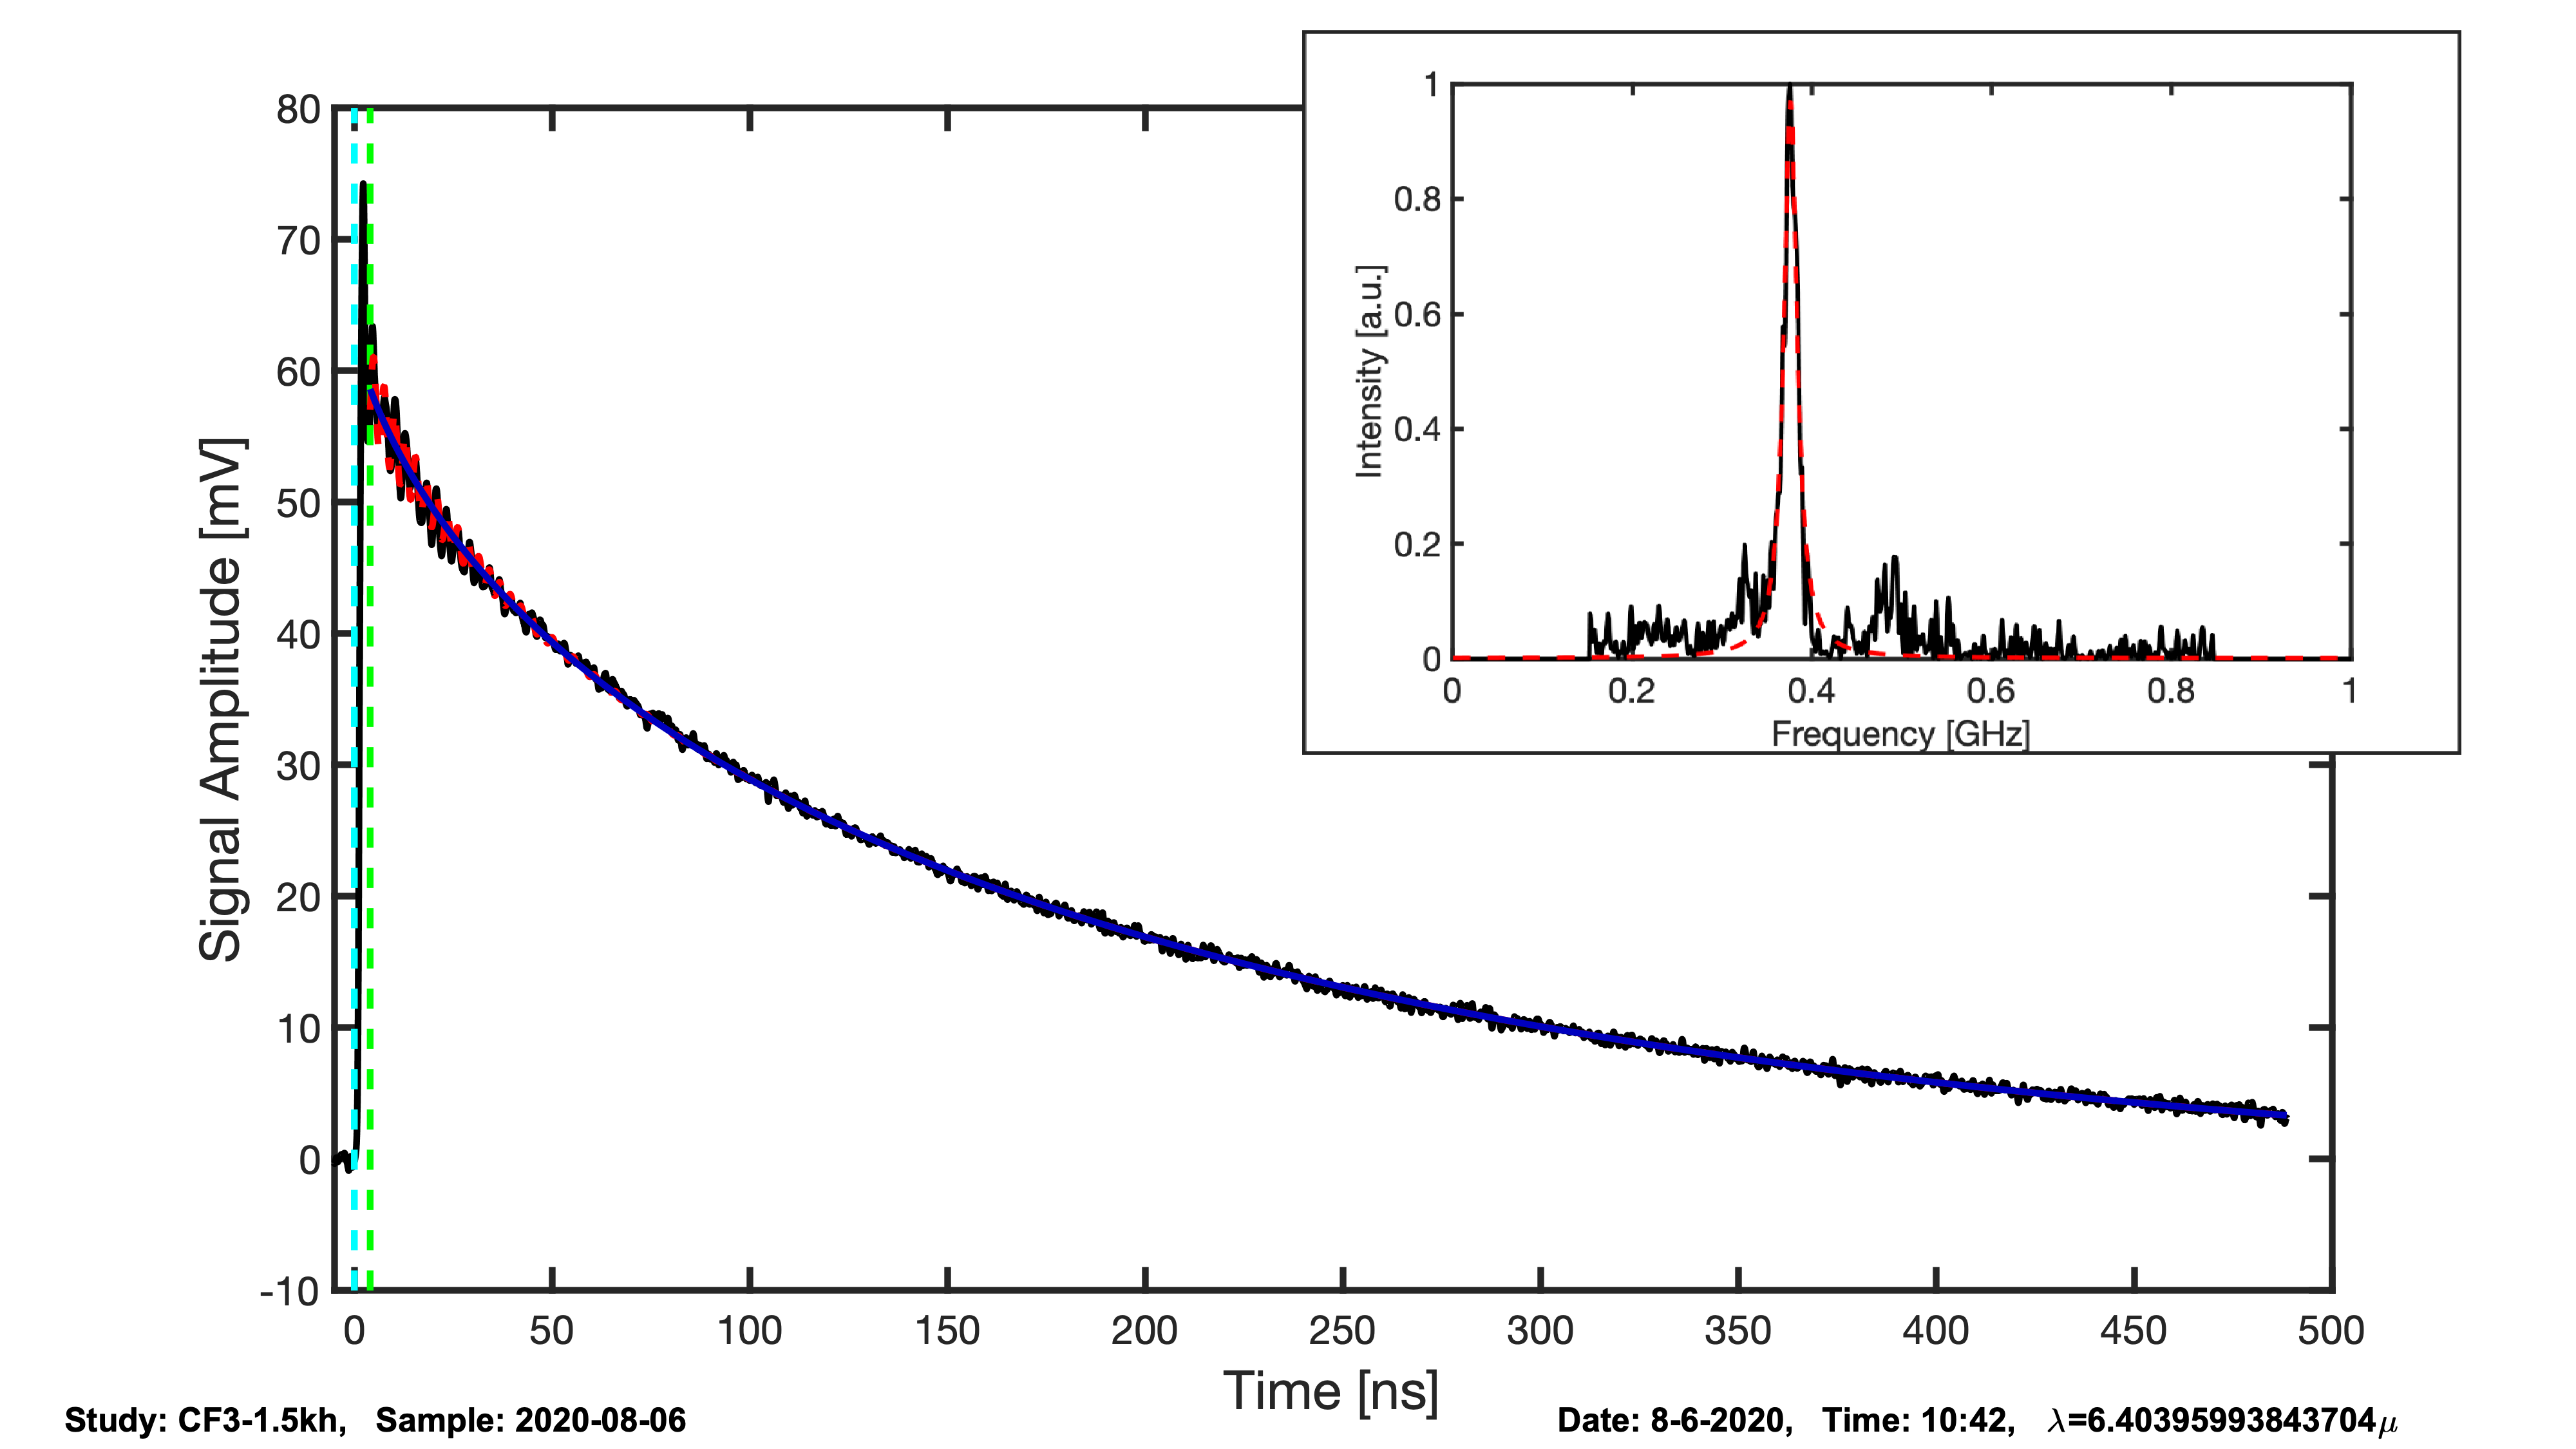 80
70
60
50
40
30
20
10
0
-10
Signal Amplitude [mV]
0 50 100 150 200 250 300 350 400 450 500
Time [ns]
1
0.8
0.6
0.4
0.2
0
Intensity [a.u.]
0 0.2 0.4 0.6 0.8 1
Frequency [GHz]
Study: CF3-1.5kh, Sample: 2020-08-06
Date: 8-6-2020, Time: 10:42, λ=6.40395993843704μ